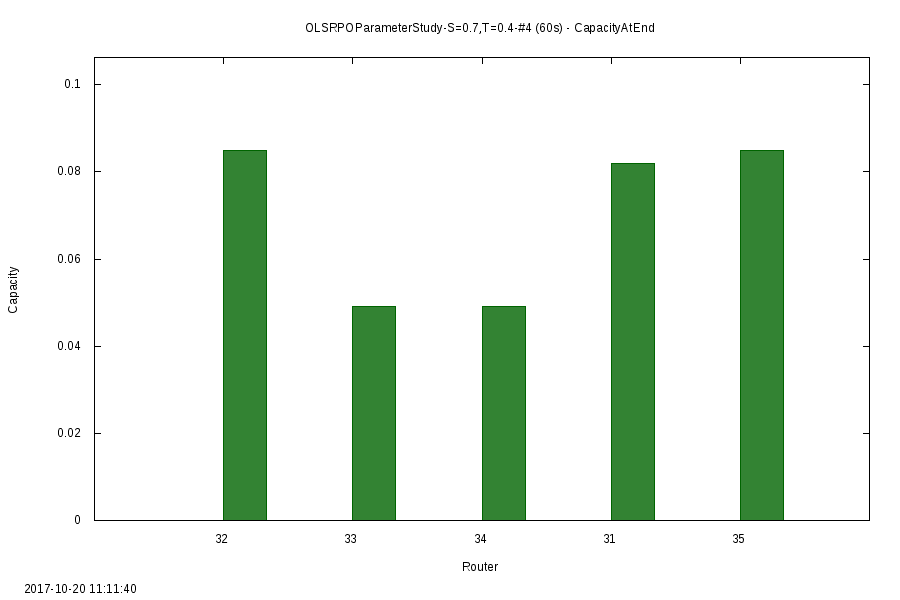 OLSRPOParameterStudy-S=0.7,T=0.4-#4 (60s) - CapacityAtEnd
0.1
0.08
0.06
0.04
0.02
0
Capacity
32 33 34 31 35
Router
2017-10-20 11:11:40